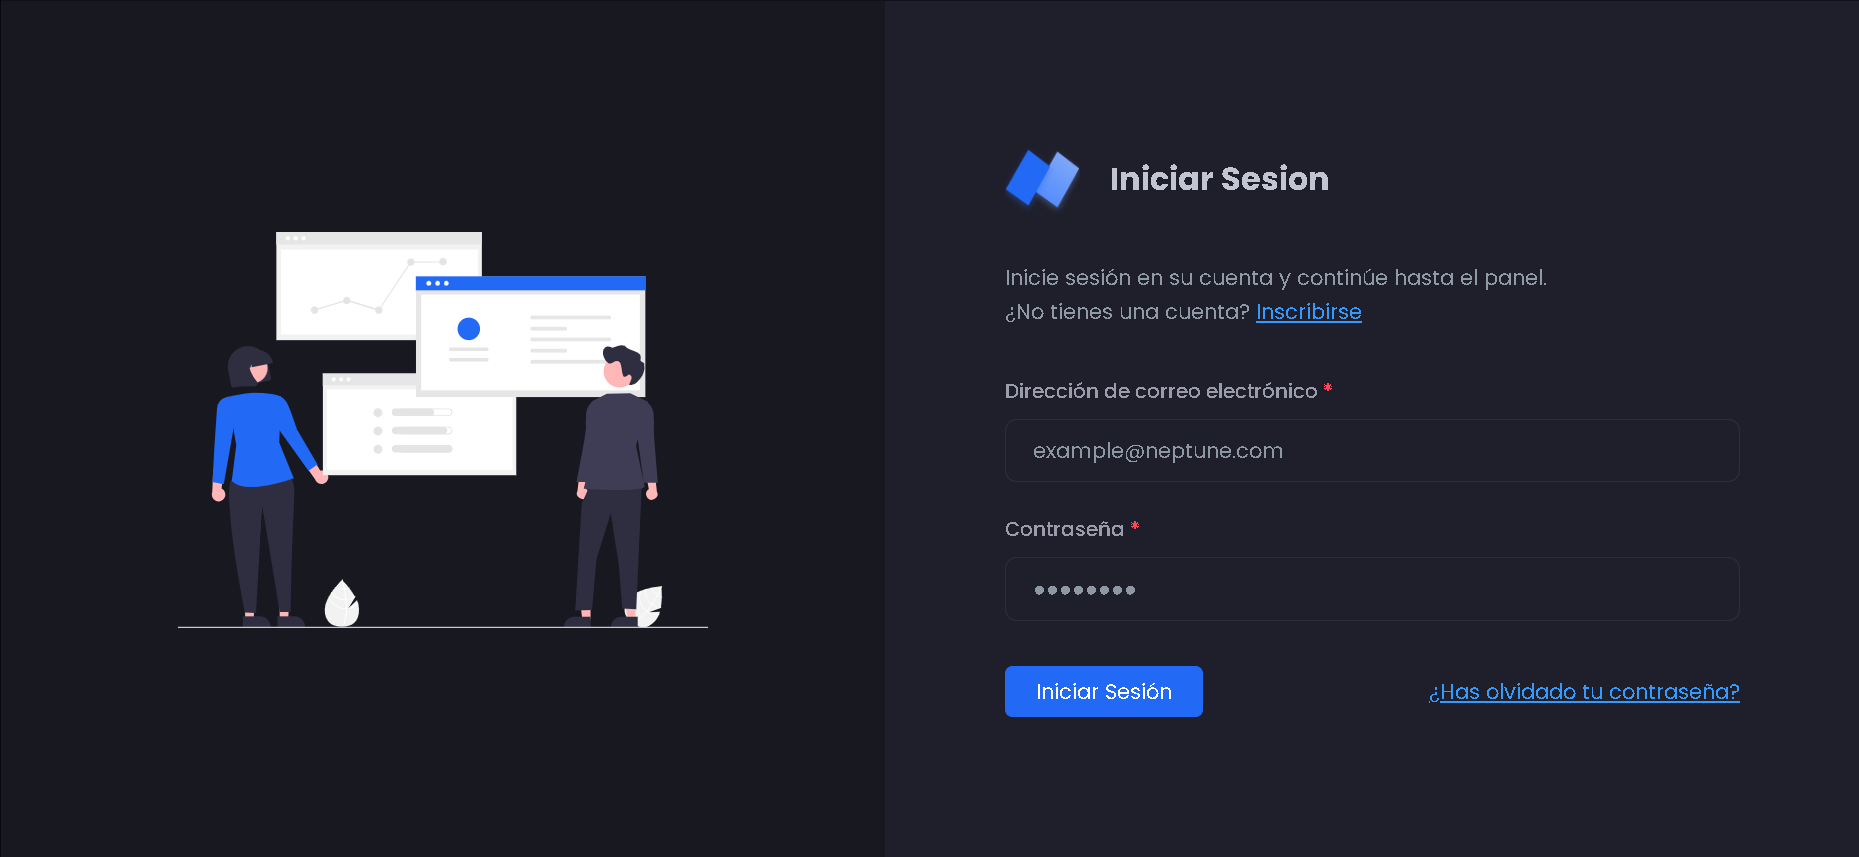 Iniciar Sesion
Inicie sesión en su cuenta y continúe hasta el panel.
¿No tienes una cuenta? Inscribirse
Dirección de correo electrónico *
example@neptune.com
Contraseña *
••••••••
Iniciar Sesión
¿Has olvidado tu contraseña?